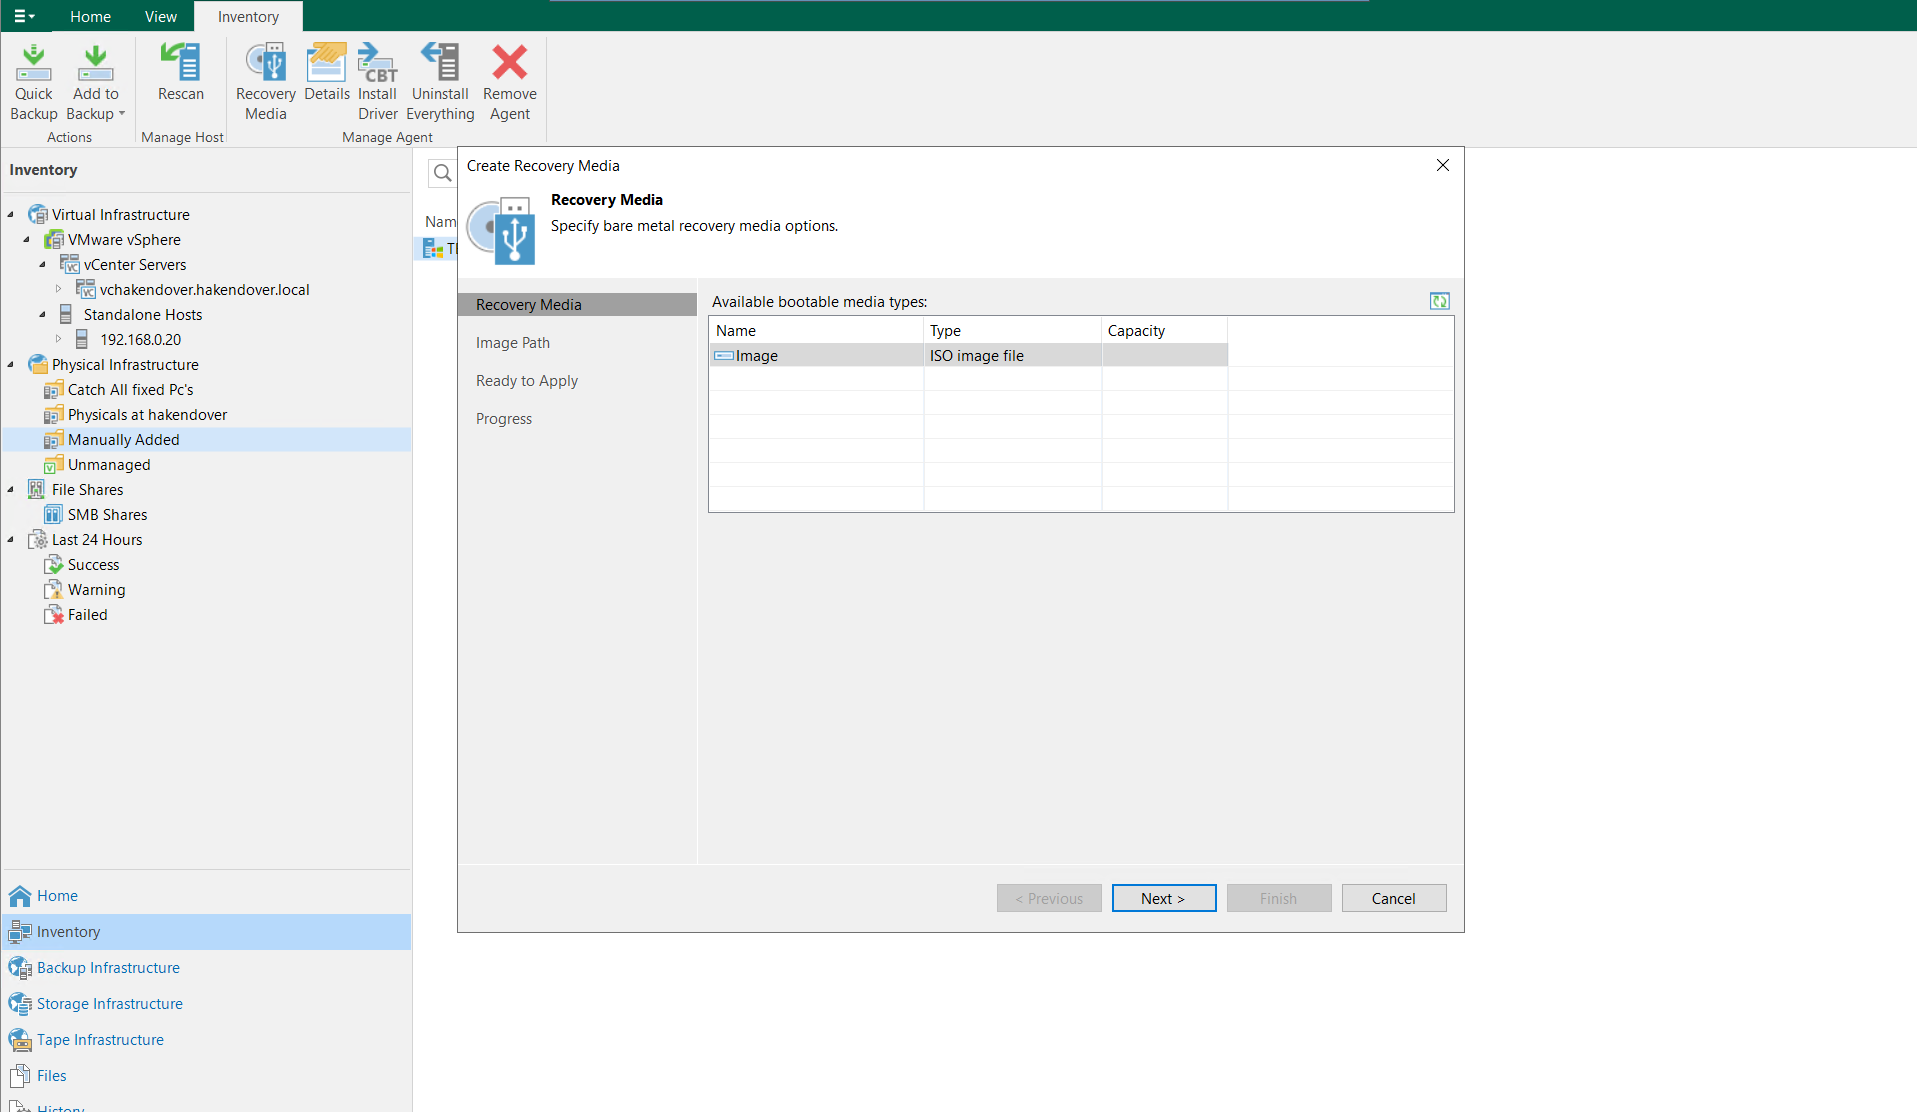 Home View Inventory
Quick Backup
Add to Backup
Rescan
Recovery Media
Details
Install Driver
CBT
Uninstall Everything
Remove Agent
Actions Manage Host Manage Agent
Inventory
Virtual Infrastructure
VMware vSphere
vCenter Servers
vchakendover.hakendover.local
Standalone Hosts
192.168.0.20
Physical Infrastructure
Catch All fixed Pc's
Physicals at hakendover
Manually Added
Unmanaged
File Shares
SMB Shares
Last 24 Hours
Success
Warning
Failed
Home
Inventory
Backup Infrastructure
Storage Infrastructure
Tape Infrastructure
Files
History
Create Recovery Media
Recovery Media
Specify bare metal recovery media options.
Recovery Media
Image Path
Ready to Apply
Progress
Available bootable media types:
Name Type Capacity
Image ISO image file
< Previous Next > Finish Cancel